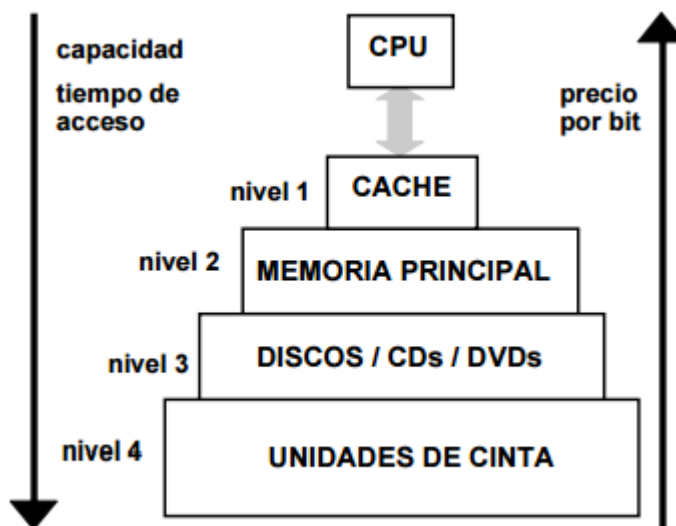 capacidad
tiempo de
acceso
CPU
precio
por bit
nivel 1
CACHE
nivel 2
MEMORIA PRINCIPAL
nivel 3
DISCOS / CDs / DVDs
nivel 4
UNIDADES DE CINTA